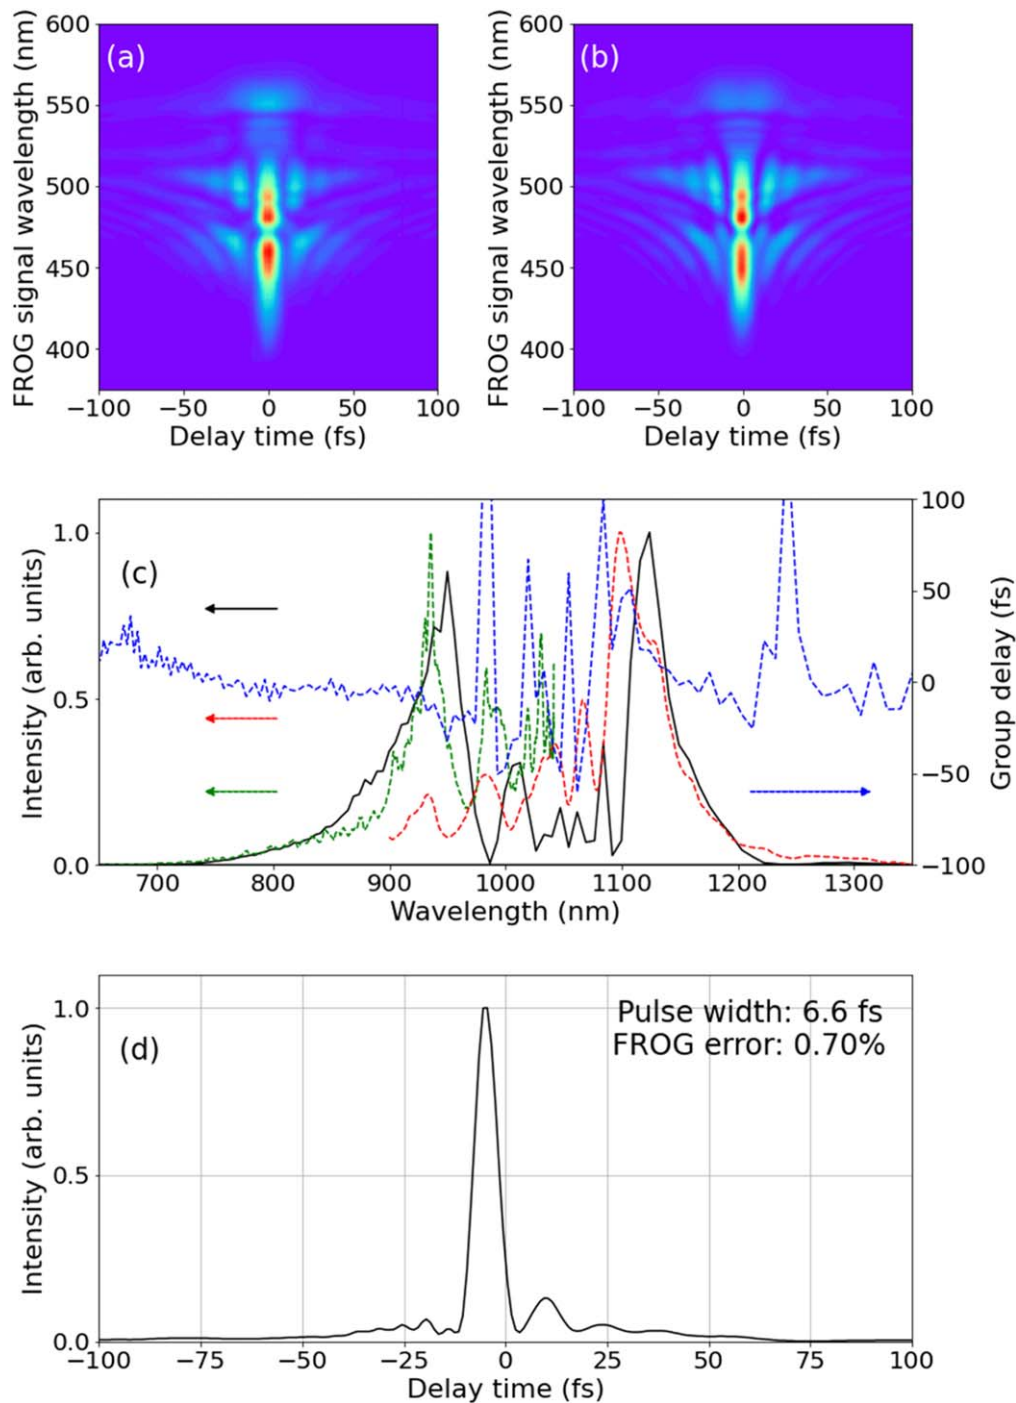 600
550
500
450
400
FROG signal wavelength (nm)
(a)
−100 −50 0 50 100
Delay time (fs)
600
550
500
450
400
FROG signal wavelength (nm)
(b)
−100 −50 0 50 100
Delay time (fs)
1.0
0.5
0.0
Intensity (arb. units)
(c)
100
50
0
−50
−100
Group delay (fs)
700 800 900 1000 1100 1200 1300
Wavelength (nm)
1.0
0.5
0.0
Intensity (arb. units)
(d)
Pulse width: 6.6 fs
FROG error: 0.70%
−100 −75 −50 −25 0 25 50 75 100
Delay time (fs)